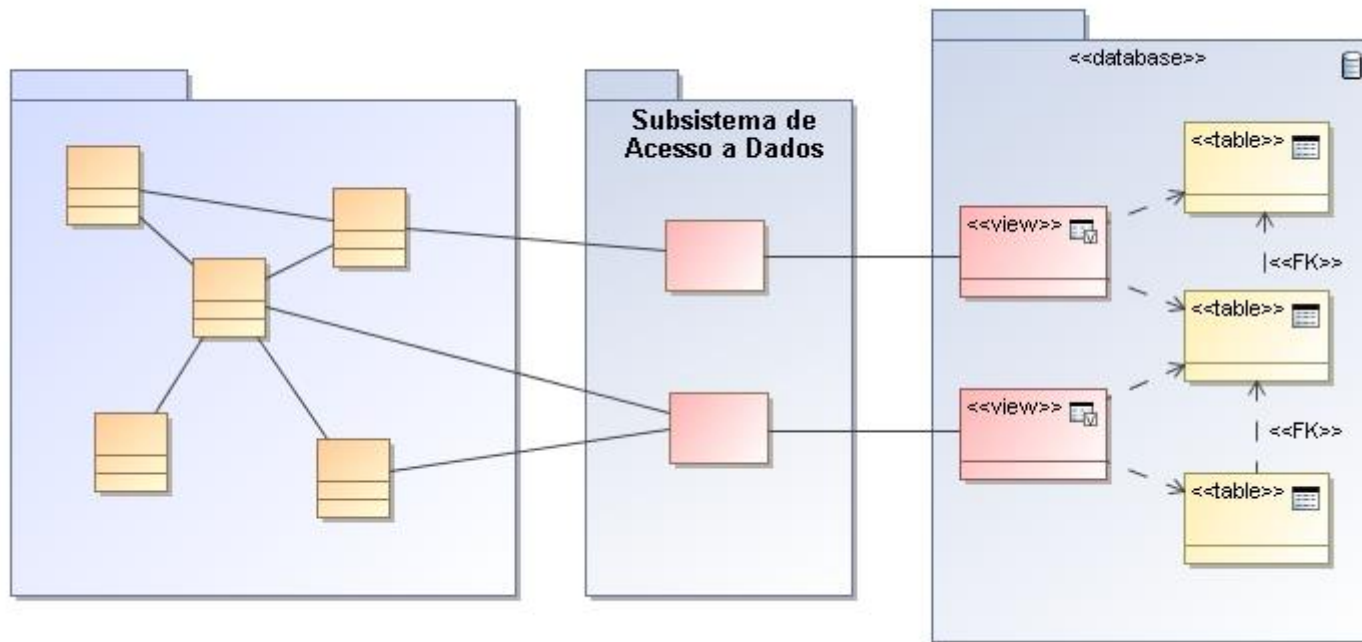 <<database>>
Subsistema de
Acesso a Dados
<<table>>
<<view>>
<<FK>>
<<table>>
<<view>>
<<FK>>
<<table>>